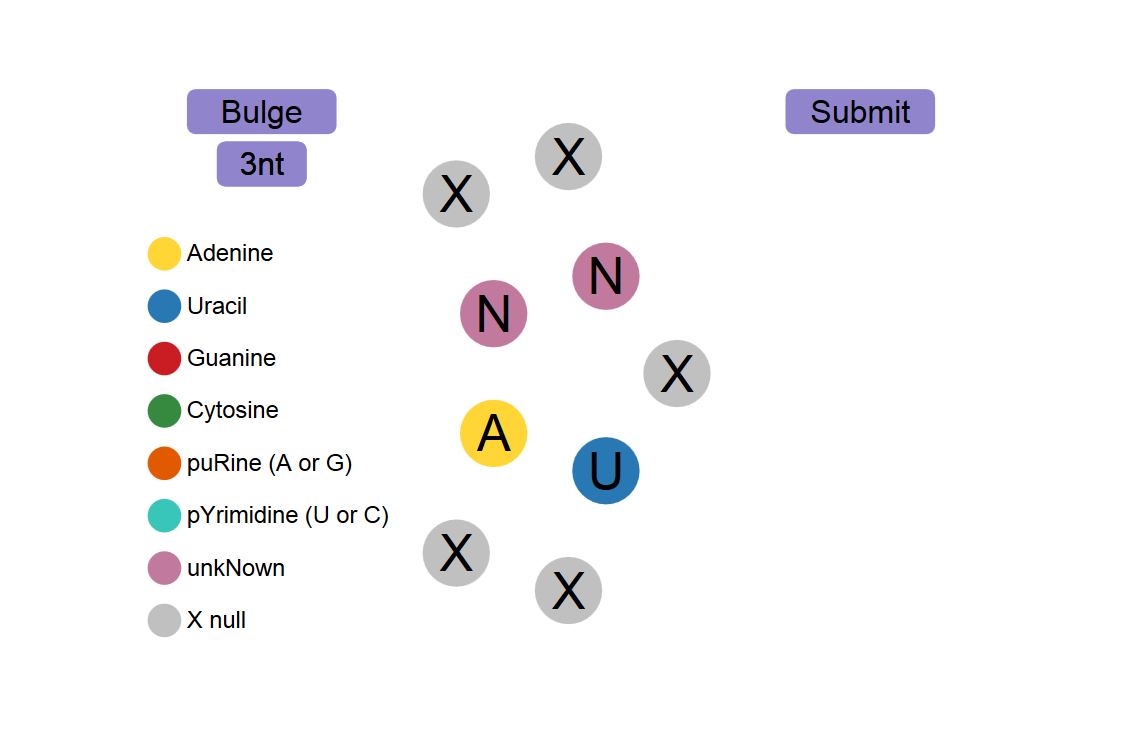 Bulge
3nt
Submit
Adenine
Uracil
Guanine
Cytosine
puRine (A or G)
pYrimidine (U or C)
unkNown
X null
X
X
N
N
X
A
U
X
X